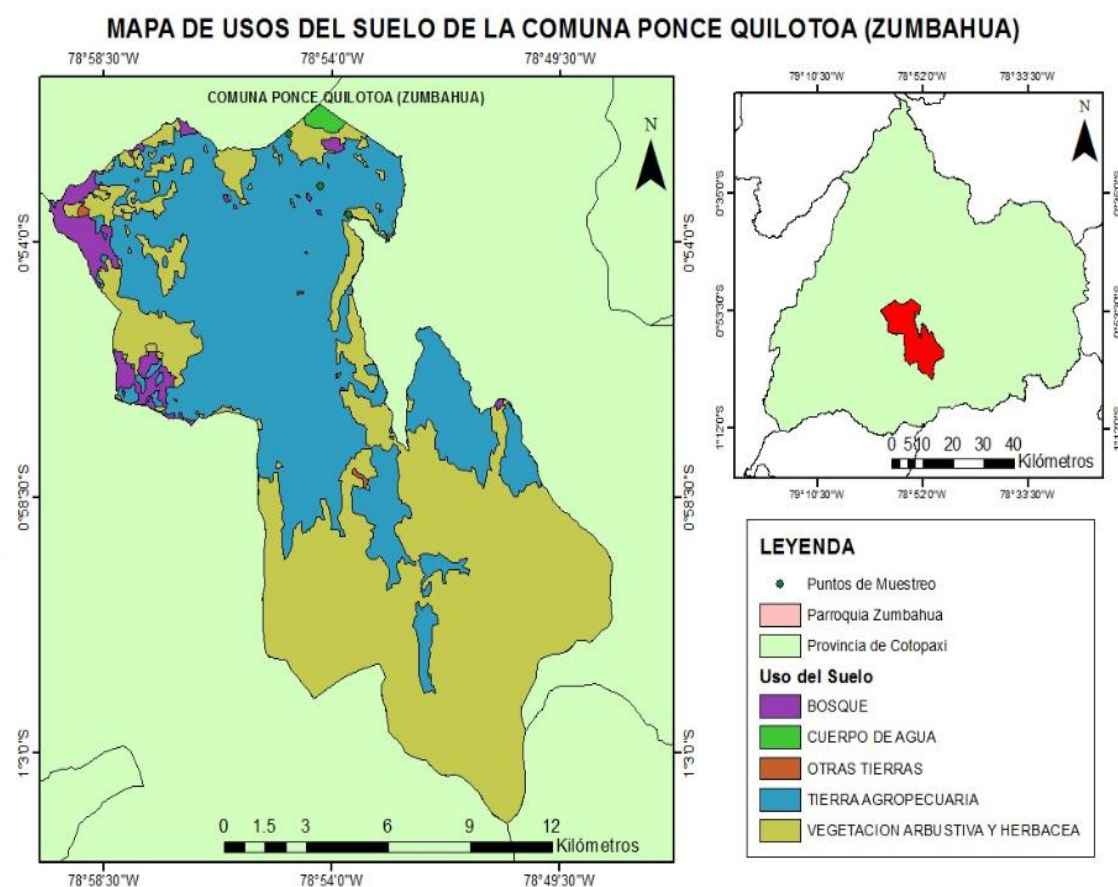 MAPA DE USOS DEL SUELO DE LA COMUNA PONCE QUILOTOA (ZUMBAHUA)
78°58'30"W 78°54'0"W 78°49'30"W
COMUNA PONCE QUILOTOA (ZUMBAHUA)
N
0°54'0"S 0°54'0"S
0°58'30"S 0°58'30"S
1°3'0"S 1°3'0"S
0 1.5 3 6 9 12
Kilómetros
78°58'30"W 78°54'0"W 78°49'30"W
79°10'30"W 78°52'0"W 78°33'30"W
N
0°35'0"S
0°53'30"S
1°12'0"S
0 5 10 20 30 40
Kilómetros
79°10'30"W 78°52'0"W 78°33'30"W
LEYENDA
Puntos de Muestreo
Parroquia Zumbahua
Provincia de Cotopaxi
Uso del Suelo
BOSQUE
CUERPO DE AGUA
OTRAS TIERRAS
TIERRA AGROPECUARIA
VEGETACION ARBUSTIVA Y HERBACEA